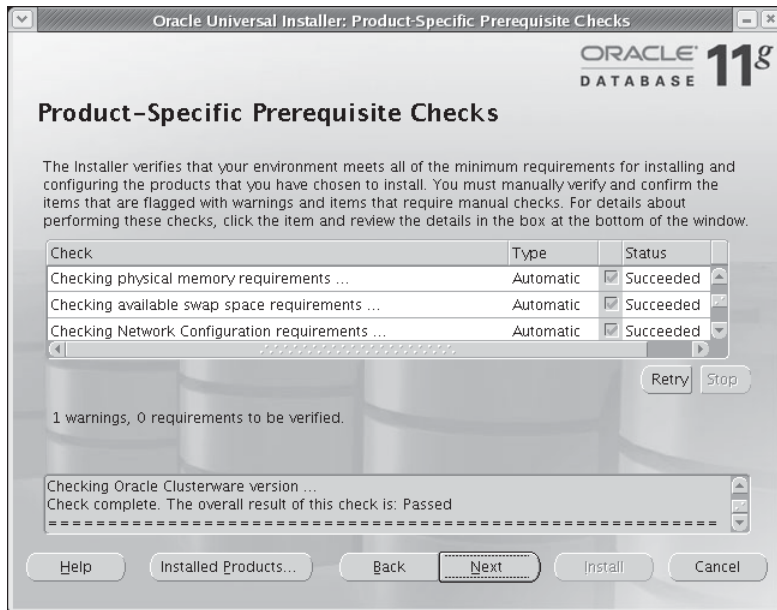 Oracle Universal Installer: Product-Specific Prerequisite Checks
ORACLE 11g
DATABASE
Product-Specific Prerequisite Checks
The Installer verifies that your environment meets all of the minimum requirements for installing and
configuring the products that you have chosen to install. You must manually verify and confirm the
items that are flagged with warnings and items that require manual checks. For details about
performing these checks, click the item and review the details in the box at the bottom of the window.
Check Type Status
Checking physical memory requirements ... Automatic Succeeded
Checking available swap space requirements ... Automatic Succeeded
Checking Network Configuration requirements ... Automatic Succeeded
Retry Stop
1 warnings, 0 requirements to be verified.
Checking Oracle Clusterware version ...
Check complete. The overall result of this check is: Passed
========================================================
Help Installed Products... Back Next Install Cancel